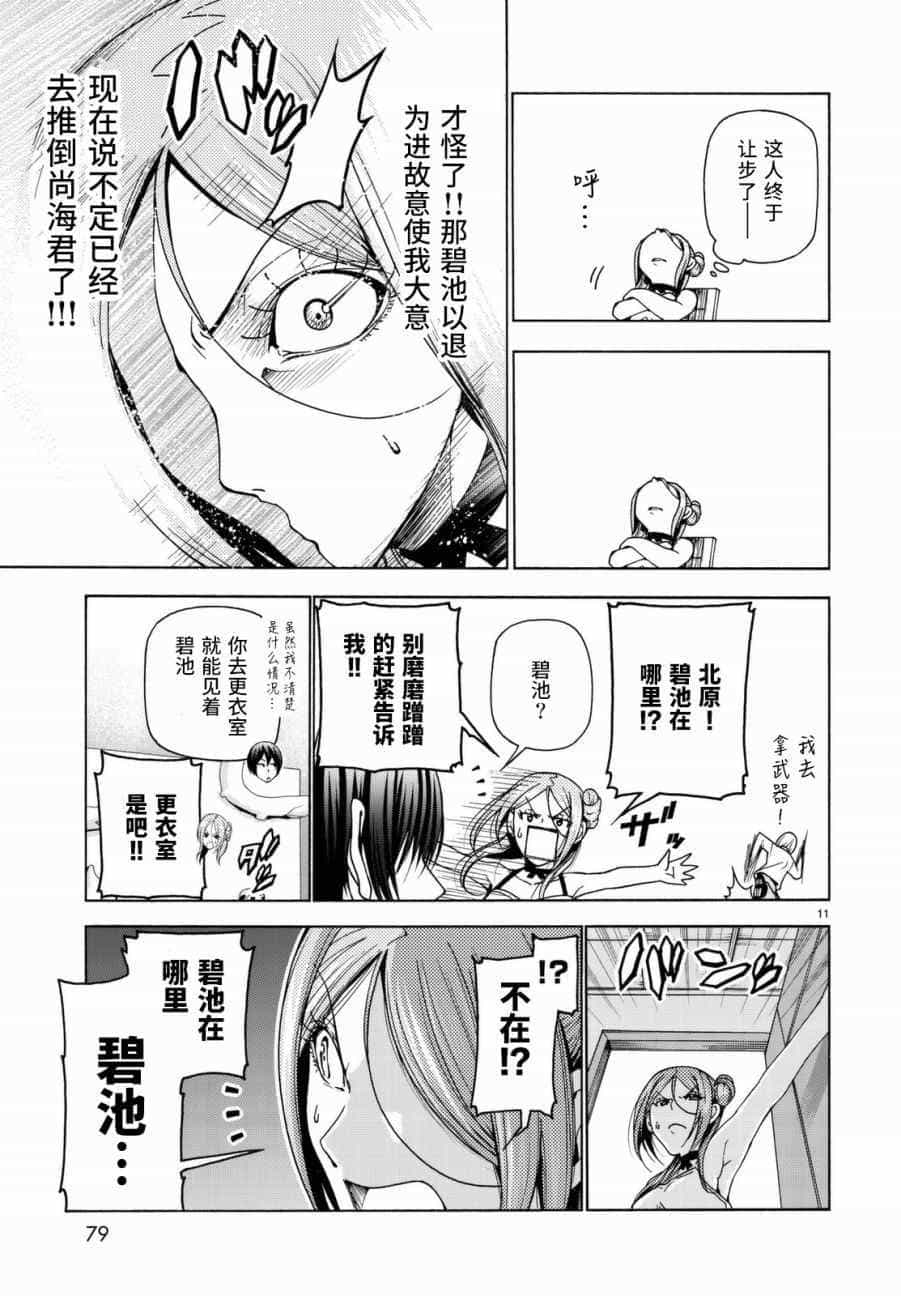 这人终于
让步了——
呼…
才怪了!!那碧池以退
为进故意使我大意
现在说不定已经
去推倒尚海君了!!!
我去
拿武器!
北原!
碧池在
哪里!?
碧池?
别磨磨蹭蹭
的赶紧告诉
我!!
虽然我不清楚
是什么情况…
你去更衣室
就能见着
碧池
更衣室
是吧!!
11
バンッ
!?
不在!?
碧池在
哪里
碧池…
79